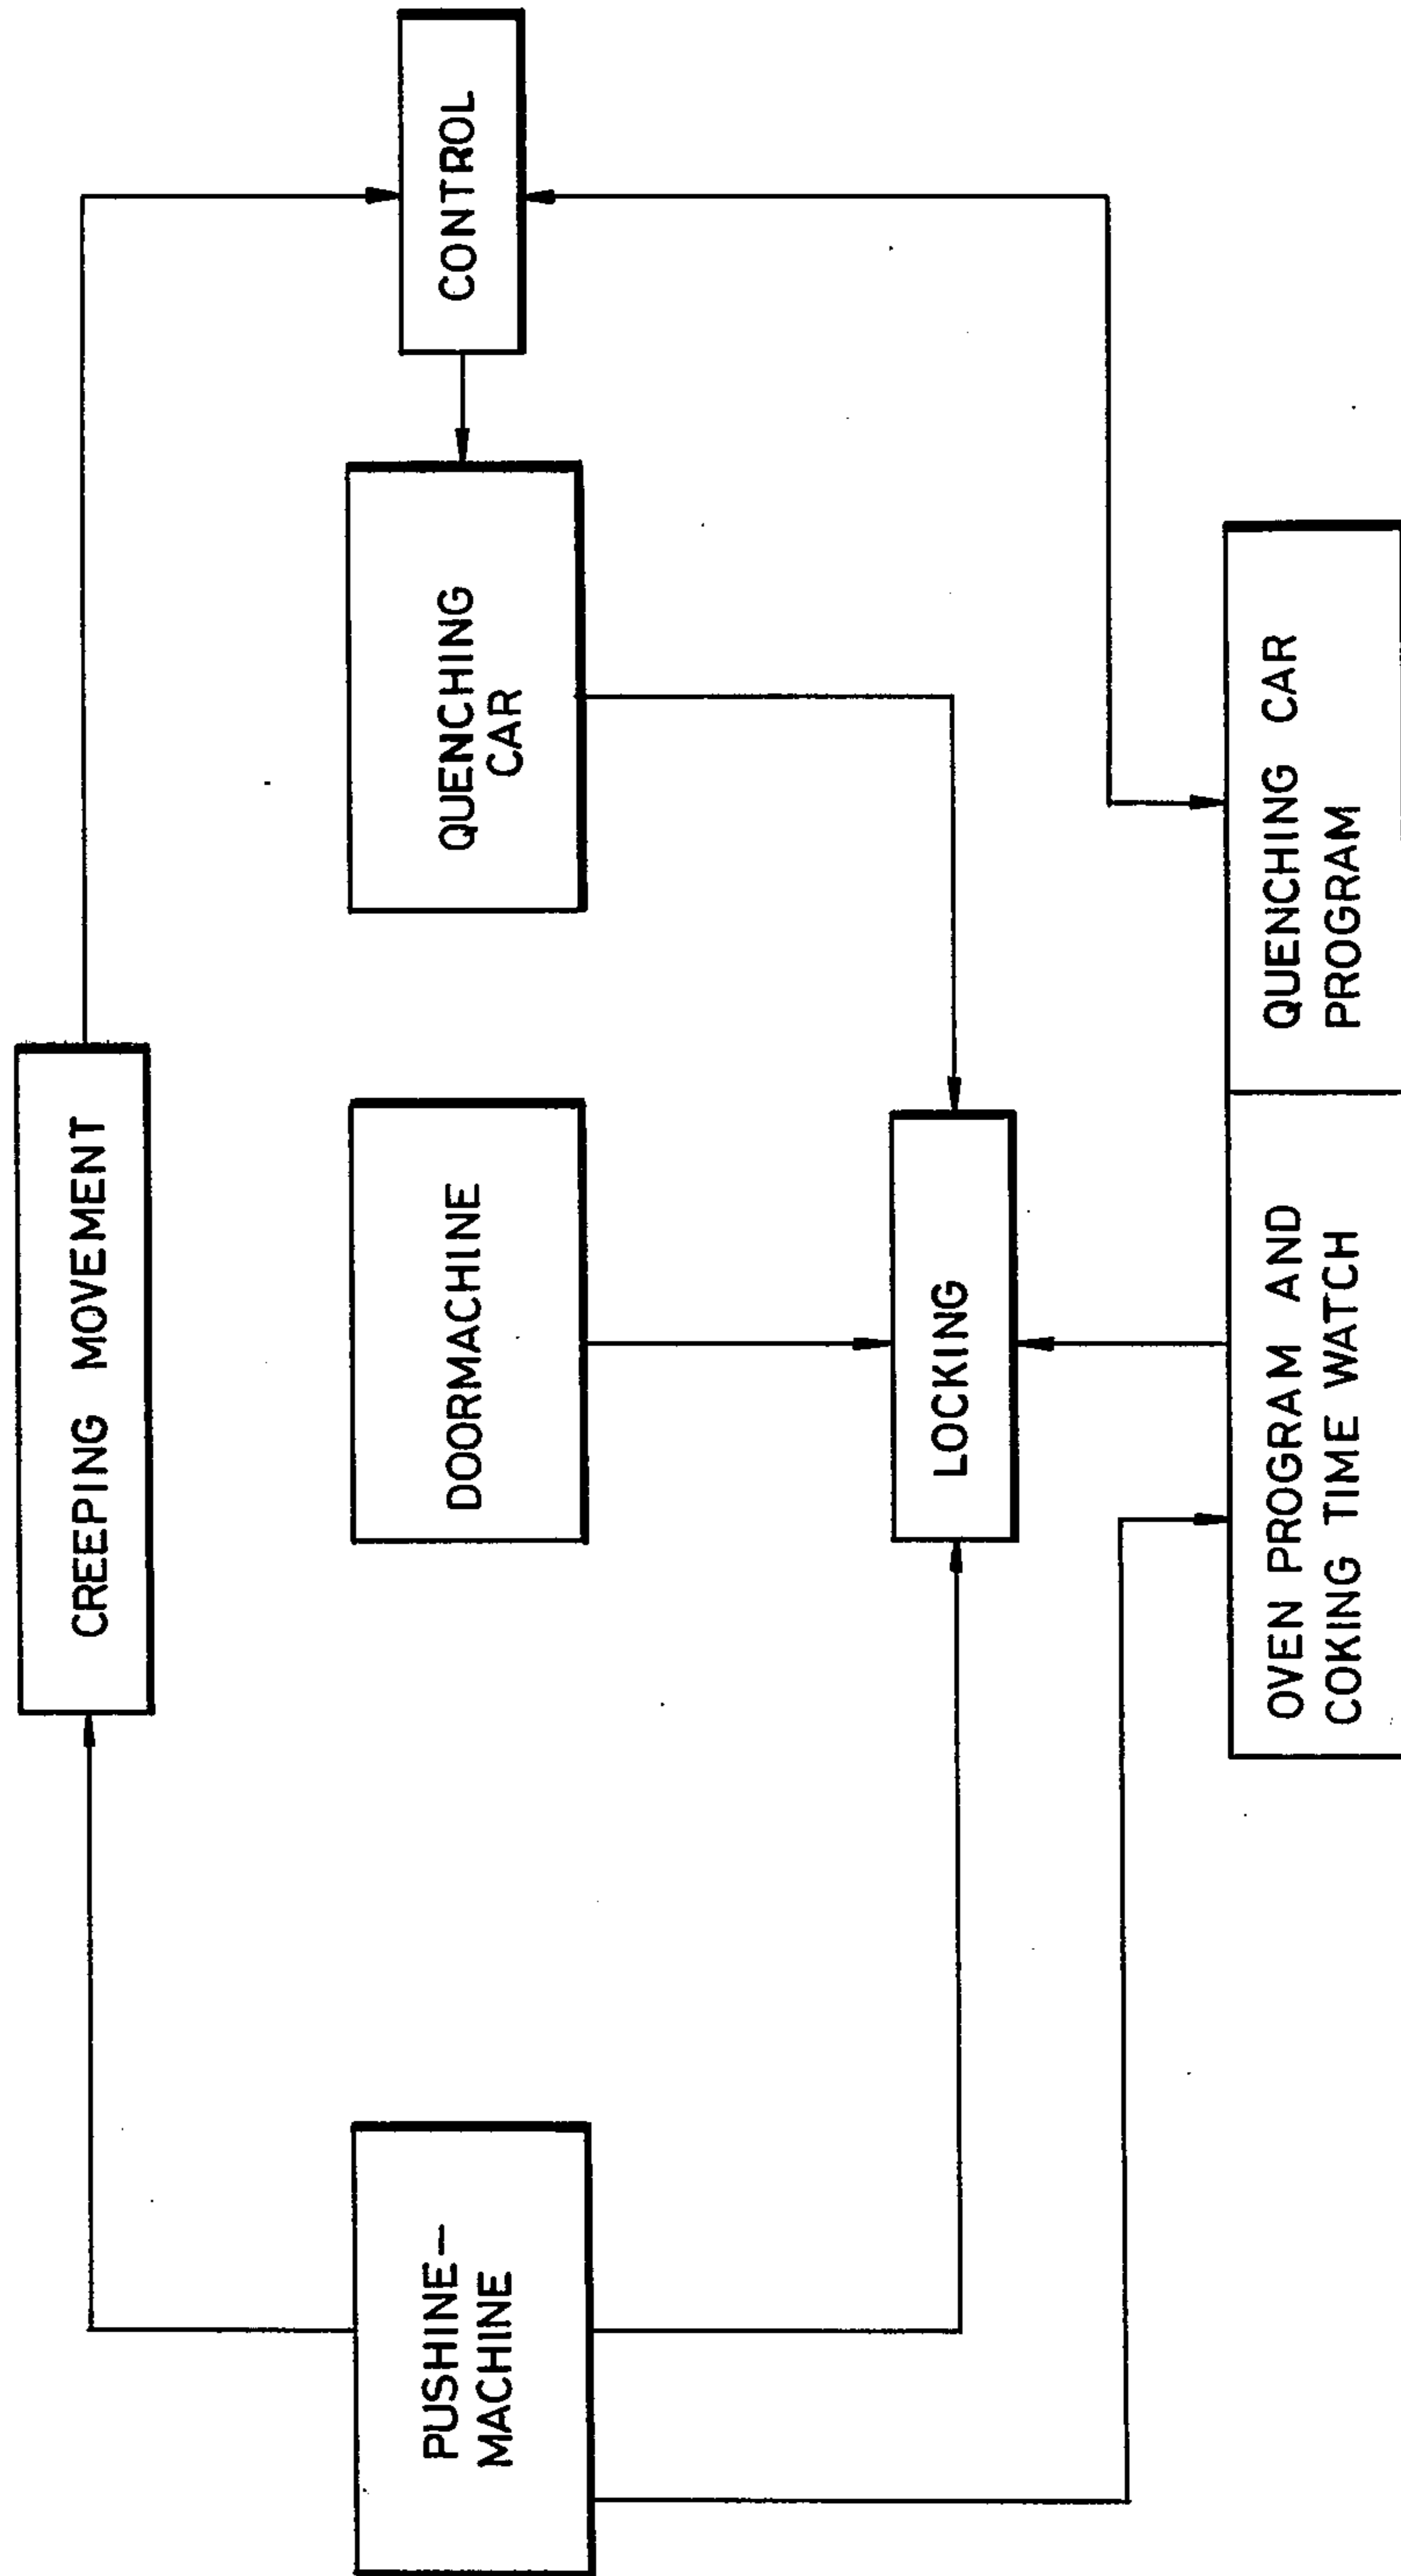 CREEPING MOVEMENT
PUSHINE-
MACHINE
DOORMACHINE
QUENCHING
CAR
CONTROL
LOCKING
OVEN PROGRAM AND
COKING TIME WATCH
QUENCHING CAR
PROGRAM